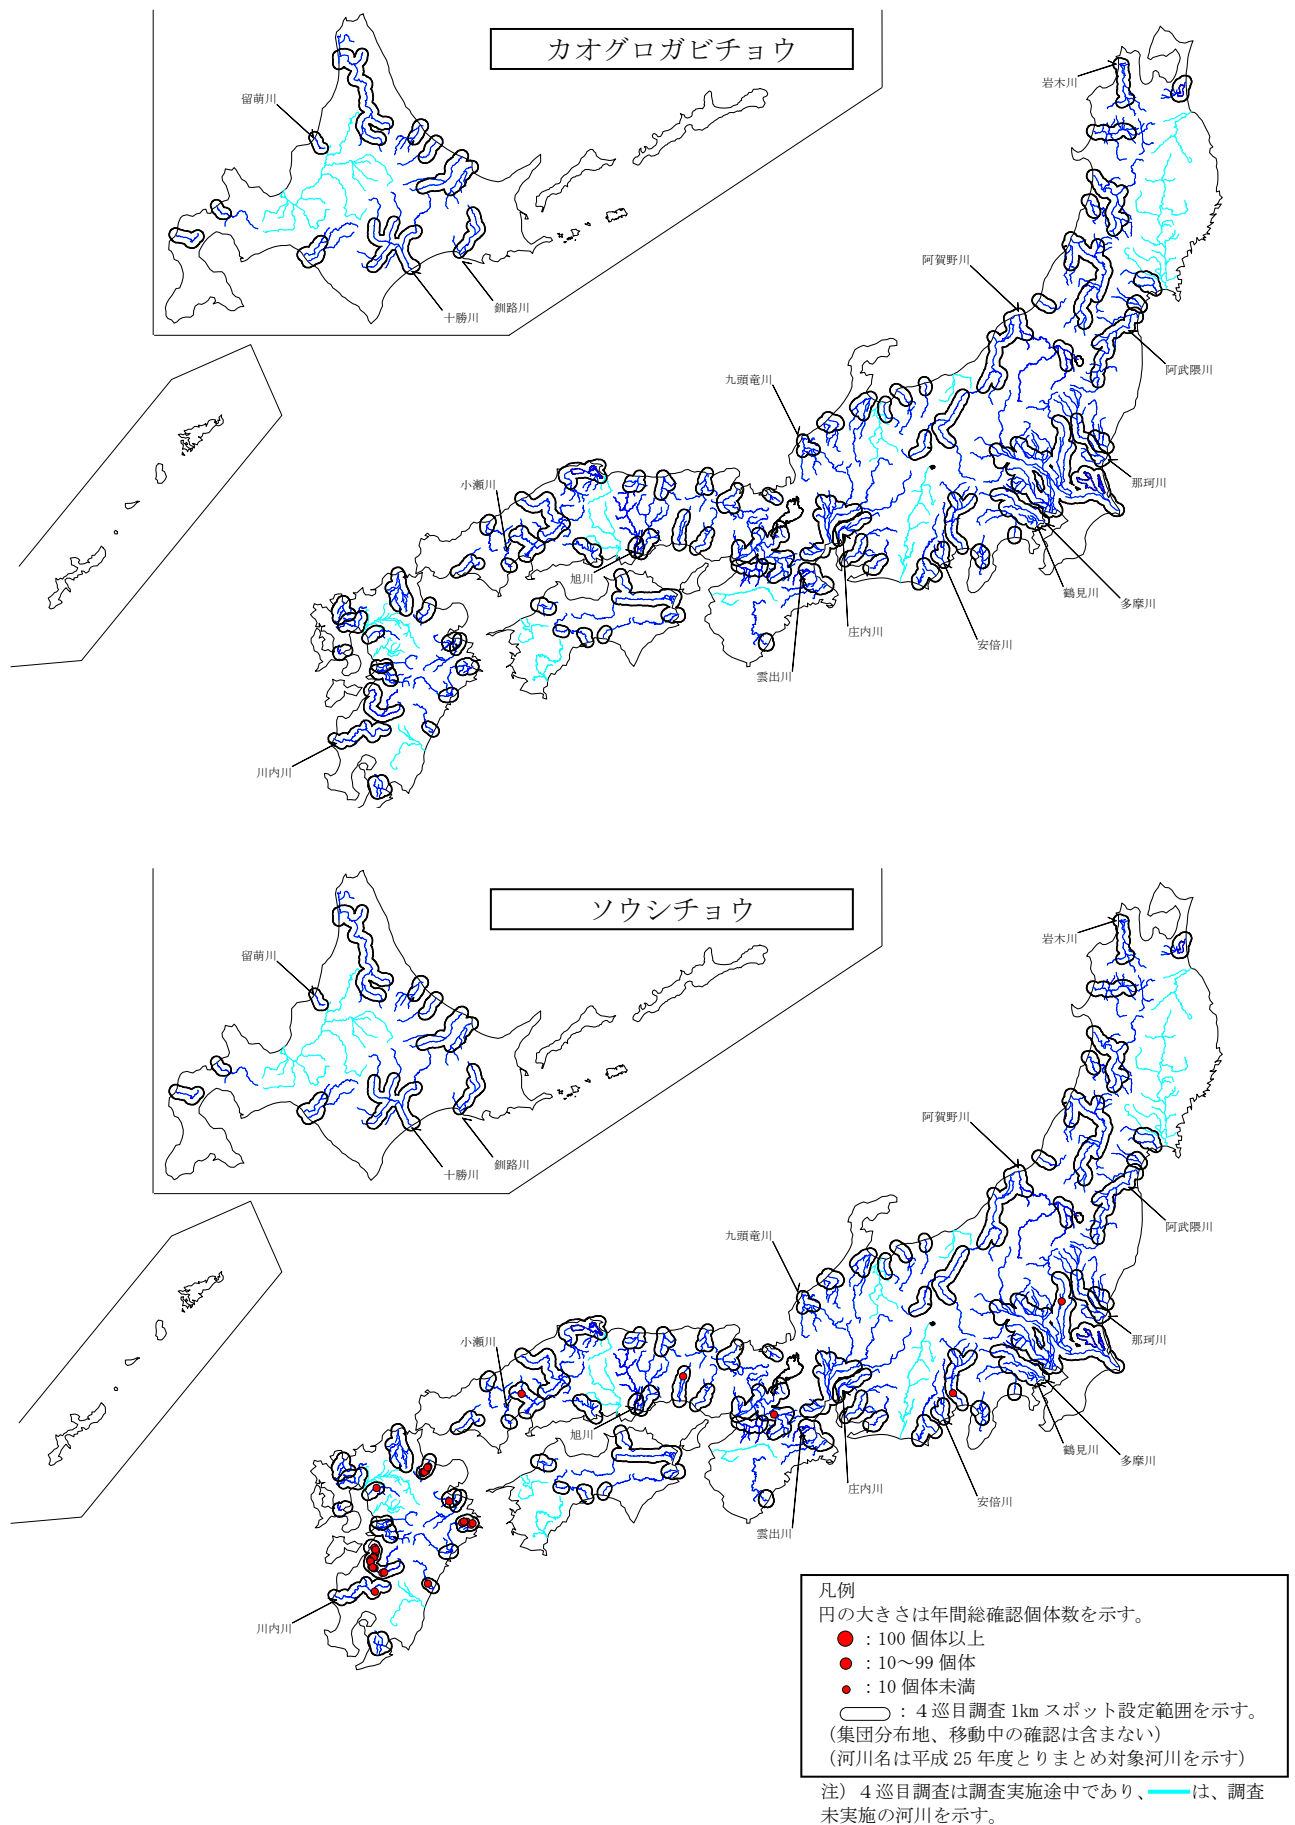 カオグロガビチョウ
岩木川
留萌川
阿賀野川
釧路川
十勝川
阿武隈川
九頭竜川
那珂川
小瀬川
旭川
鶴見川
多摩川
庄内川
安倍川
雲出川
川内川
ソウシチョウ
岩木川
留萌川
阿賀野川
釧路川
十勝川
阿武隈川
九頭竜川
那珂川
小瀬川
旭川
鶴見川
多摩川
庄内川
安倍川
雲出川
川内川
凡例
円の大きさは年間総確認個体数を示す。
：100 個体以上
：10～99 個体
：10 個体未満
：４巡目調査 1km スポット設定範囲を示す。
（集団分布地、移動中の確認は含まない）
（河川名は平成 25 年度とりまとめ対象河川を示す）
注）４巡目調査は調査実施途中であり、 は、調査
未実施の河川を示す。